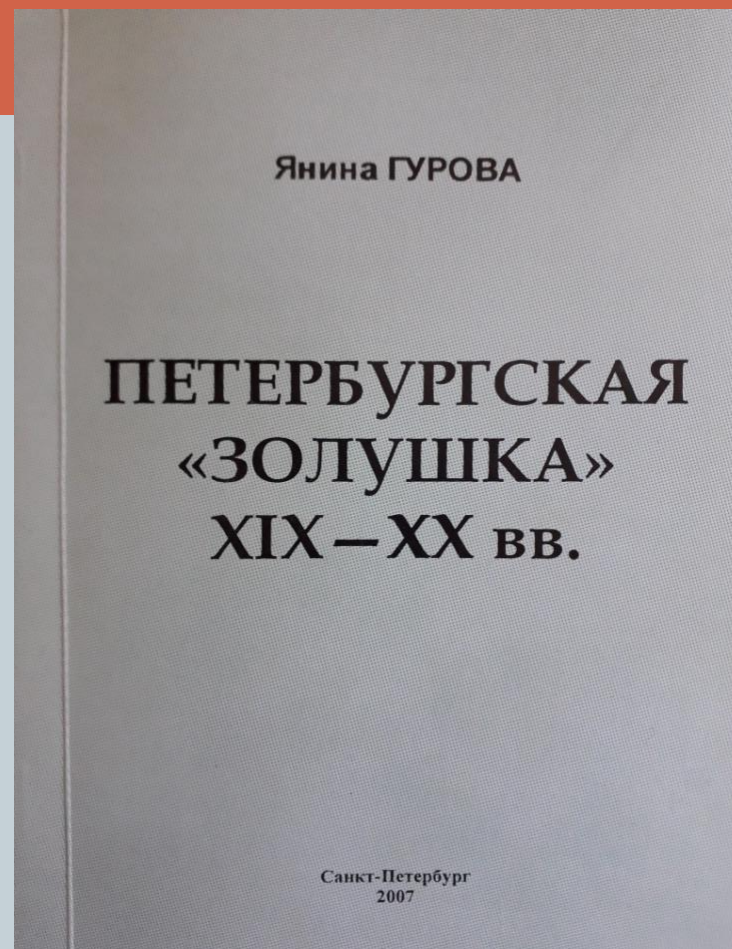 Янина ГУРОВА
ПЕТЕРБУРГСКАЯ
«ЗОЛУШКА»
XIX—XX вв.
Санкт-Петербург
2007